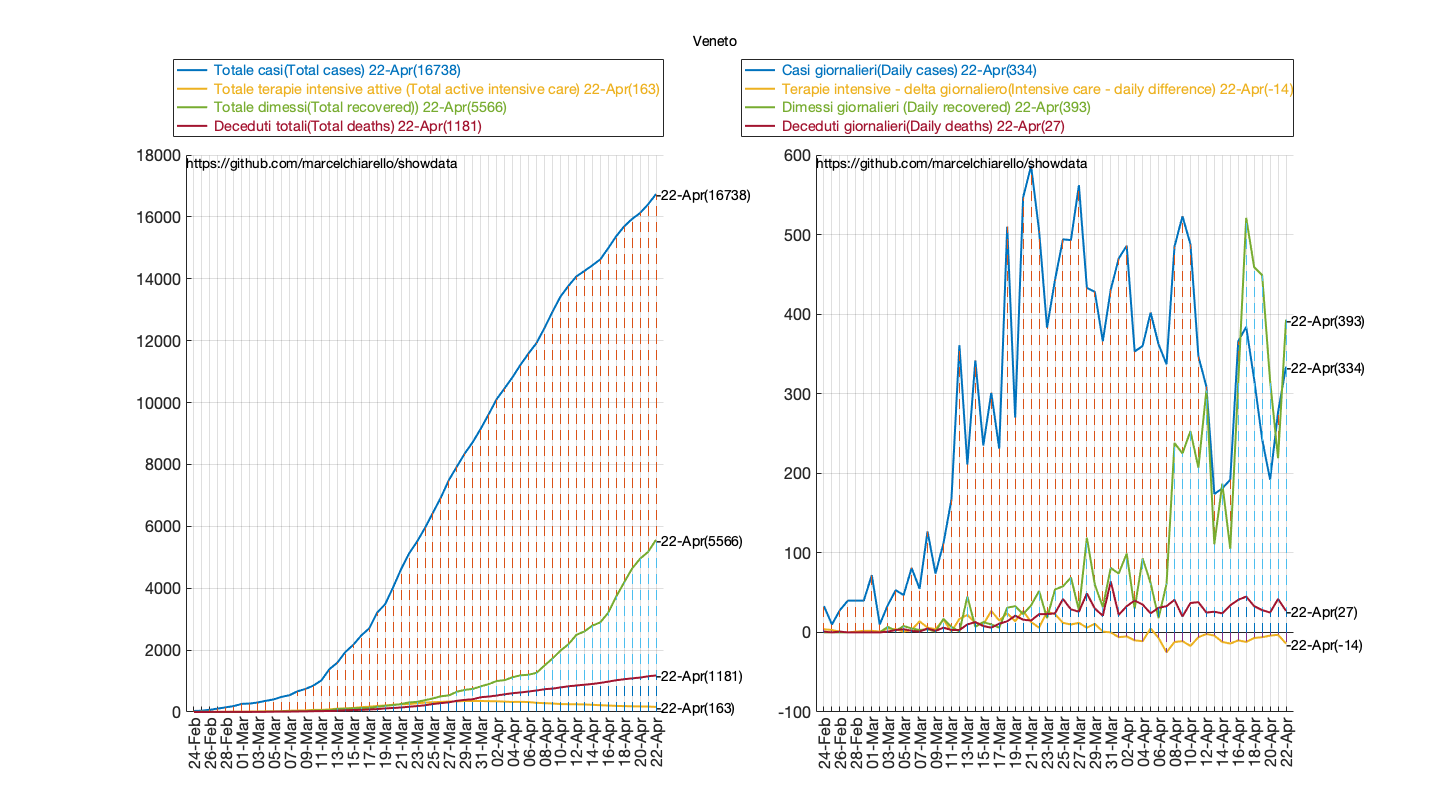 Veneto
Totale casi(Total cases) 22-Apr(16738)
Totale terapie intensive attive (Total active intensive care) 22-Apr(163)
Totale dimessi(Total recovered)) 22-Apr(5566)
Deceduti totali(Total deaths) 22-Apr(1181)
18000
https://github.com/marcelchiarello/showdata
16000
14000
12000
10000
8000
6000
4000
2000
0
22-Apr(16738)
22-Apr(5566)
22-Apr(1181)
22-Apr(163)
24-Feb
26-Feb
28-Feb
01-Mar
03-Mar
05-Mar
07-Mar
09-Mar
11-Mar
13-Mar
15-Mar
17-Mar
19-Mar
21-Mar
23-Mar
25-Mar
27-Mar
29-Mar
31-Mar
02-Apr
04-Apr
06-Apr
08-Apr
10-Apr
12-Apr
14-Apr
16-Apr
18-Apr
20-Apr
22-Apr
Casi giornalieri(Daily cases) 22-Apr(334)
Terapie intensive - delta giornaliero(Intensive care - daily difference) 22-Apr(-14)
Dimessi giornalieri (Daily recovered) 22-Apr(393)
Deceduti giornalieri(Daily deaths) 22-Apr(27)
600
https://github.com/marcelchiarello/showdata
500
400
300
200
100
0
-100
22-Apr(393)
22-Apr(334)
22-Apr(27)
22-Apr(-14)
24-Feb
26-Feb
28-Feb
01-Mar
03-Mar
05-Mar
07-Mar
09-Mar
11-Mar
13-Mar
15-Mar
17-Mar
19-Mar
21-Mar
23-Mar
25-Mar
27-Mar
29-Mar
31-Mar
02-Apr
04-Apr
06-Apr
08-Apr
10-Apr
12-Apr
14-Apr
16-Apr
18-Apr
20-Apr
22-Apr